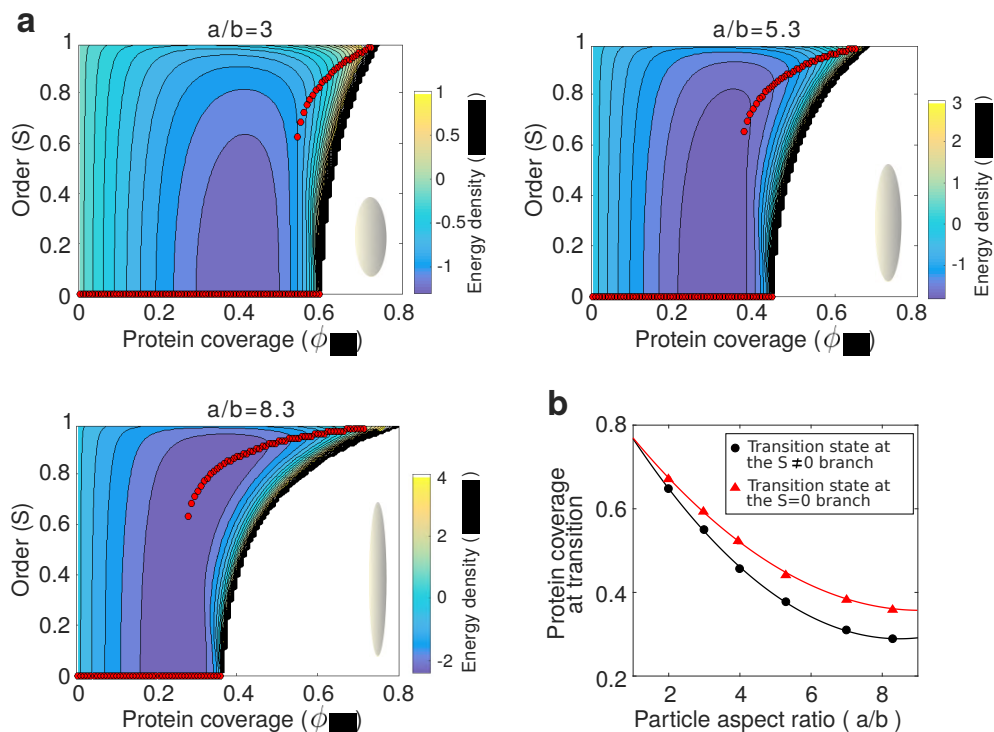 a
a/b=3
1
0.8
0.6
0.4
0.2
0
Order (S)
0 0.2 0.4 0.6 0.8
Protein coverage (ϕ )
1
0.5
0
-0.5
-1
Energy density (
a/b=5.3
1
0.8
0.6
0.4
0.2
0
Order (S)
0 0.2 0.4 0.6 0.8
Protein coverage (ϕ )
3
2
1
0
-1
Energy density (
a/b=8.3
1
0.8
0.6
0.4
0.2
0
Order (S)
0 0.2 0.4 0.6 0.8
Protein coverage (ϕ )
4
2
0
-2
Energy density (
b
0.8
0.6
0.4
0.2
Protein coverage
at transition
Transition state at
the S ≠0 branch
Transition state at
the S=0 branch
2 4 6 8
Particle aspect ratio ( a/b )